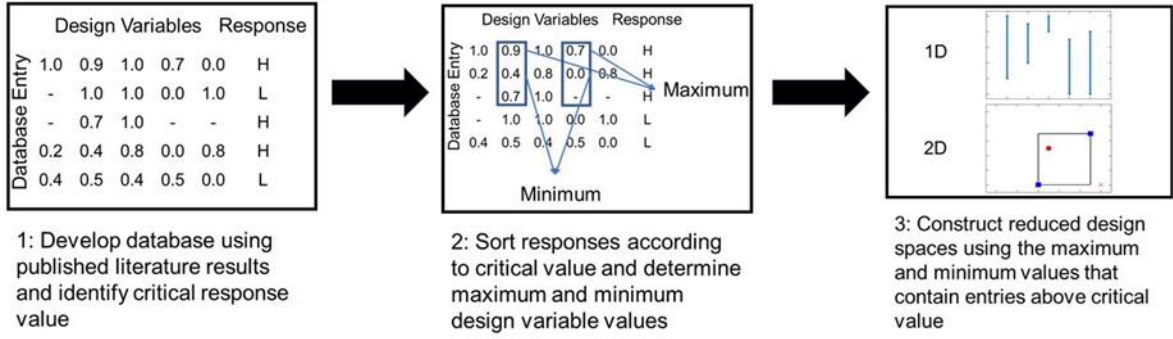 Design Variables Response
Database Entry
1.0 0.9 1.0 0.7 0.0 H
- 1.0 1.0 0.0 1.0 L
- 0.7 1.0 - - H
0.2 0.4 0.8 0.0 0.8 H
0.4 0.5 0.4 0.5 0.0 L
1: Develop database using
published literature results
and identify critical response
value
Design Variables Response
Database Entry
1.0 0.9 1.0 0.7 0.0 H
0.2 0.4 0.8 0.0 0.8 H
- 0.7 1.0 - - H
- 1.0 1.0 0.0 1.0 L
0.4 0.5 0.4 0.5 0.0 L
Maximum
Minimum
2: Sort responses according
to critical value and determine
maximum and minimum
design variable values
1D
2D
3: Construct reduced design
spaces using the maximum
and minimum values that
contain entries above critical
value